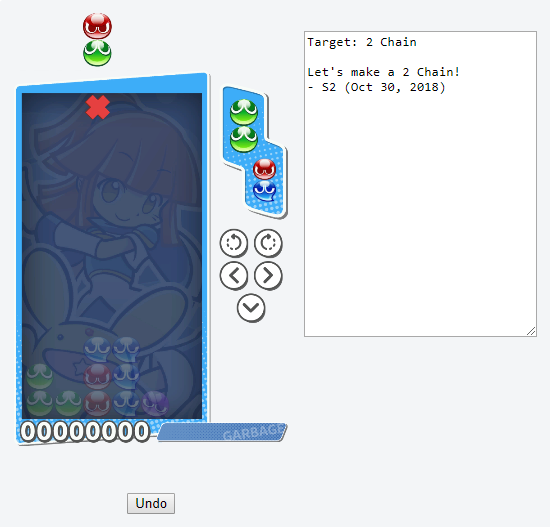 Target: 2 Chain
Let's make a 2 Chain!
- S2 (Oct 30, 2018)
00000000
GARBAGE
Undo